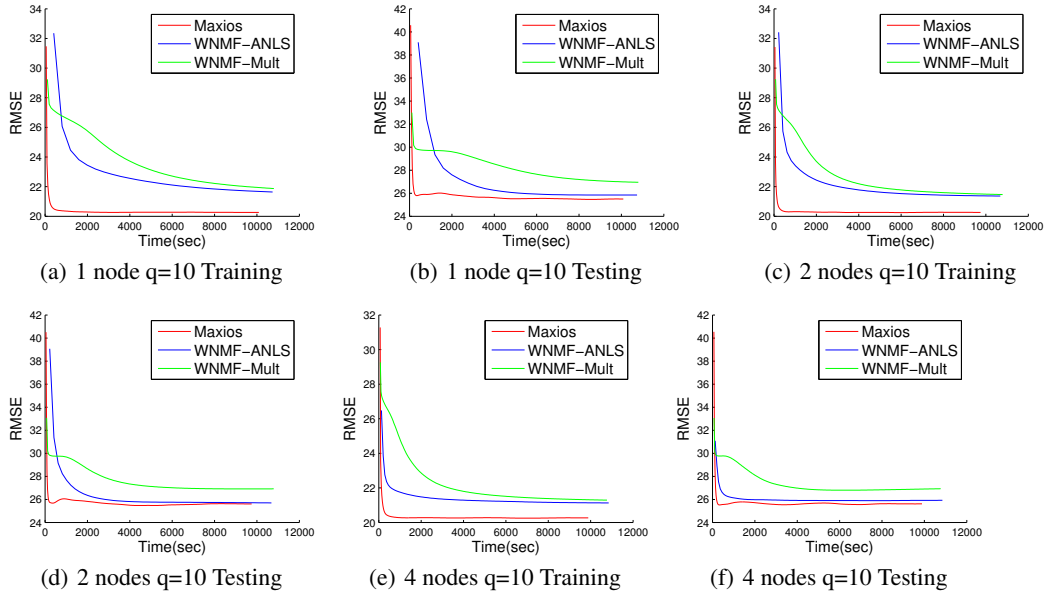 34
32
30
28
26
24
22
20
RMSE
0 2000 4000 6000 8000 10000 12000
Time(sec)
Maxios
WNMF−ANLS
WNMF−Mult
(a) 1 node q=10 Training
42
40
38
36
34
32
30
28
26
24
RMSE
0 2000 4000 6000 8000 10000 12000
Time(sec)
Maxios
WNMF−ANLS
WNMF−Mult
(b) 1 node q=10 Testing
34
32
30
28
26
24
22
20
RMSE
0 2000 4000 6000 8000 10000 12000
Time(sec)
Maxios
WNMF−ANLS
WNMF−Mult
(c) 2 nodes q=10 Training
42
40
38
36
34
32
30
28
26
24
RMSE
0 2000 4000 6000 8000 10000 12000
Time(sec)
Maxios
WNMF−ANLS
WNMF−Mult
(d) 2 nodes q=10 Testing
32
30
28
26
24
22
20
RMSE
0 2000 4000 6000 8000 10000 12000
Time(sec)
Maxios
WNMF−ANLS
WNMF−Mult
(e) 4 nodes q=10 Training
42
40
38
36
34
32
30
28
26
24
RMSE
0 2000 4000 6000 8000 10000 12000
Time(sec)
Maxios
WNMF−ANLS
WNMF−Mult
(f) 4 nodes q=10 Testing